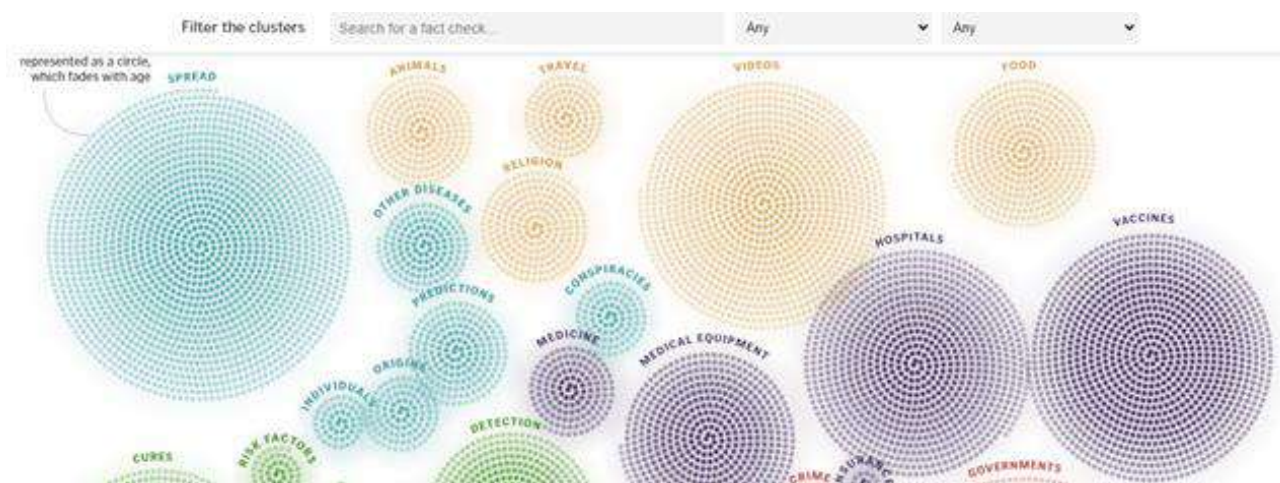 Filter the clusters
Search for a fact check...
Any
Any
represented as a circle,
which fades with age
SPREAD
ANIMALS
TRAVEL
VIDEOS
FOOD
RELIGION
OTHER DISEASES
VACCINES
HOSPITALS
CONSPIRACIES
PREDICTIONS
MEDICINE
MEDICAL EQUIPMENT
ORIGINS
INDIVIDUALS
DETECTION
RISK FACTORS
CURES
GOVERNMENTS
CRIME
INSURANCE